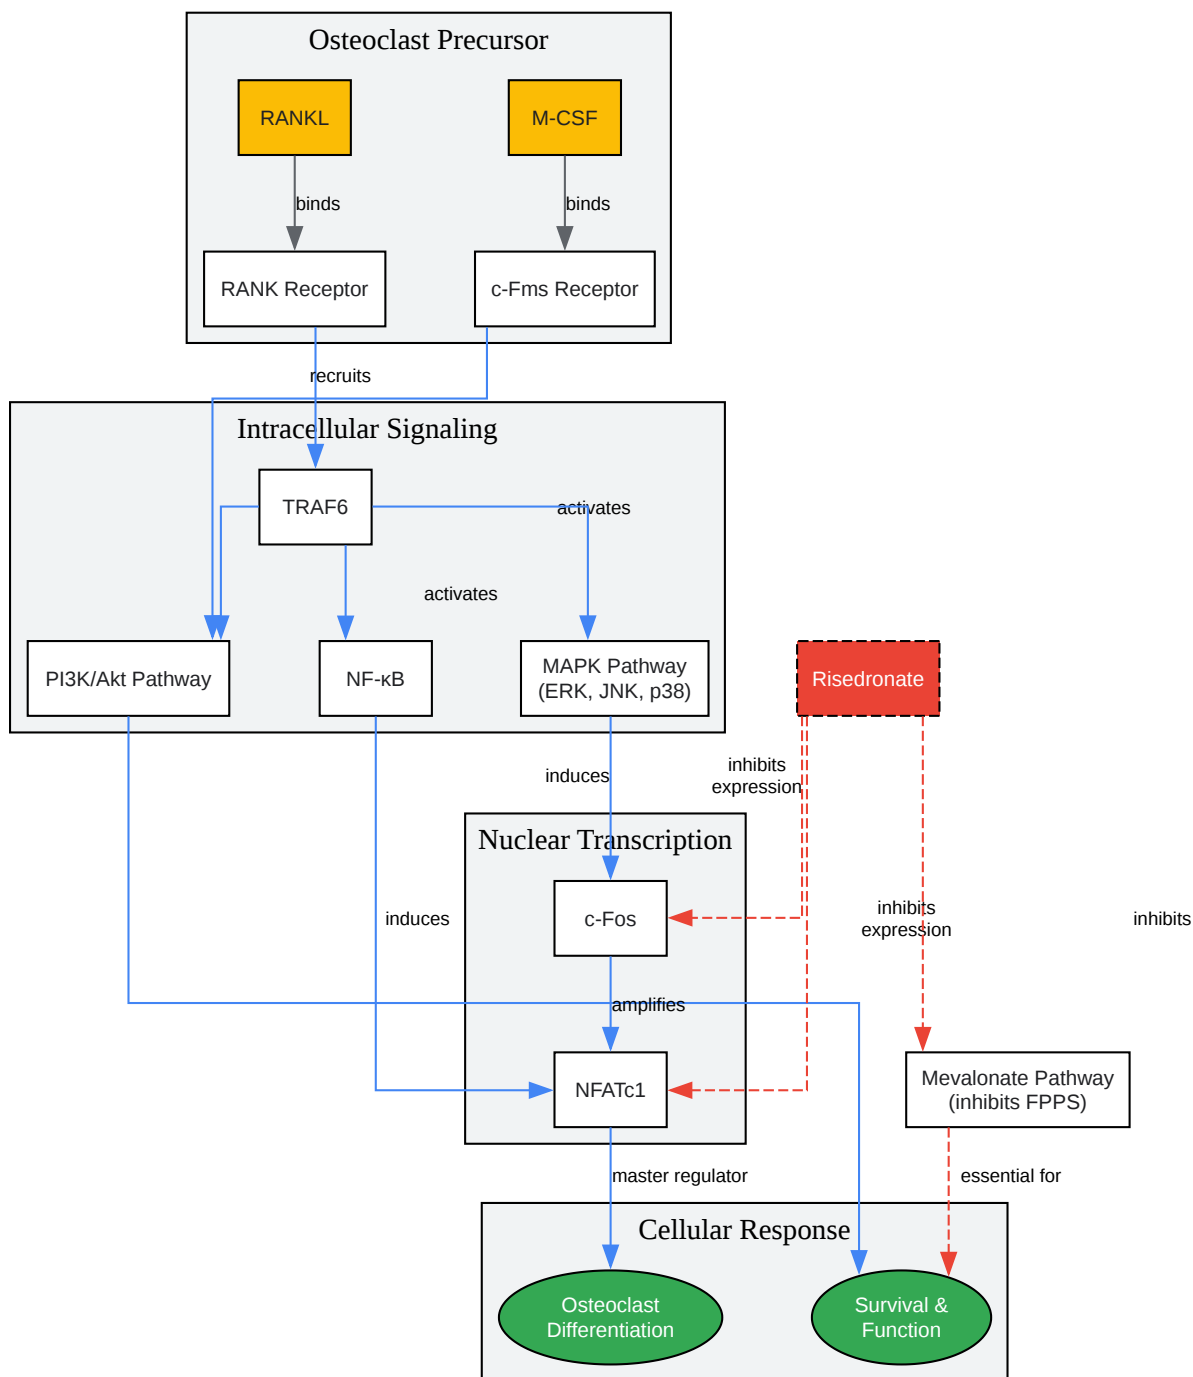 Osteoclast Precursor
RANKL
M-CSF
binds
binds
RANK Receptor
c-Fms Receptor
recruits
Intracellular Signaling
TRAF6
activates
activates
PI3K/Akt Pathway
NF-κB
MAPK Pathway
(ERK, JNK, p38)
Risedronate
induces
inhibits
expression
Nuclear Transcription
c-Fos
induces
inhibits
expression
inhibits
amplifies
NFATc1
Mevalonate Pathway
(inhibits FPPS)
master regulator
essential for
Cellular Response
Osteoclast
Differentiation
Survival &
Function